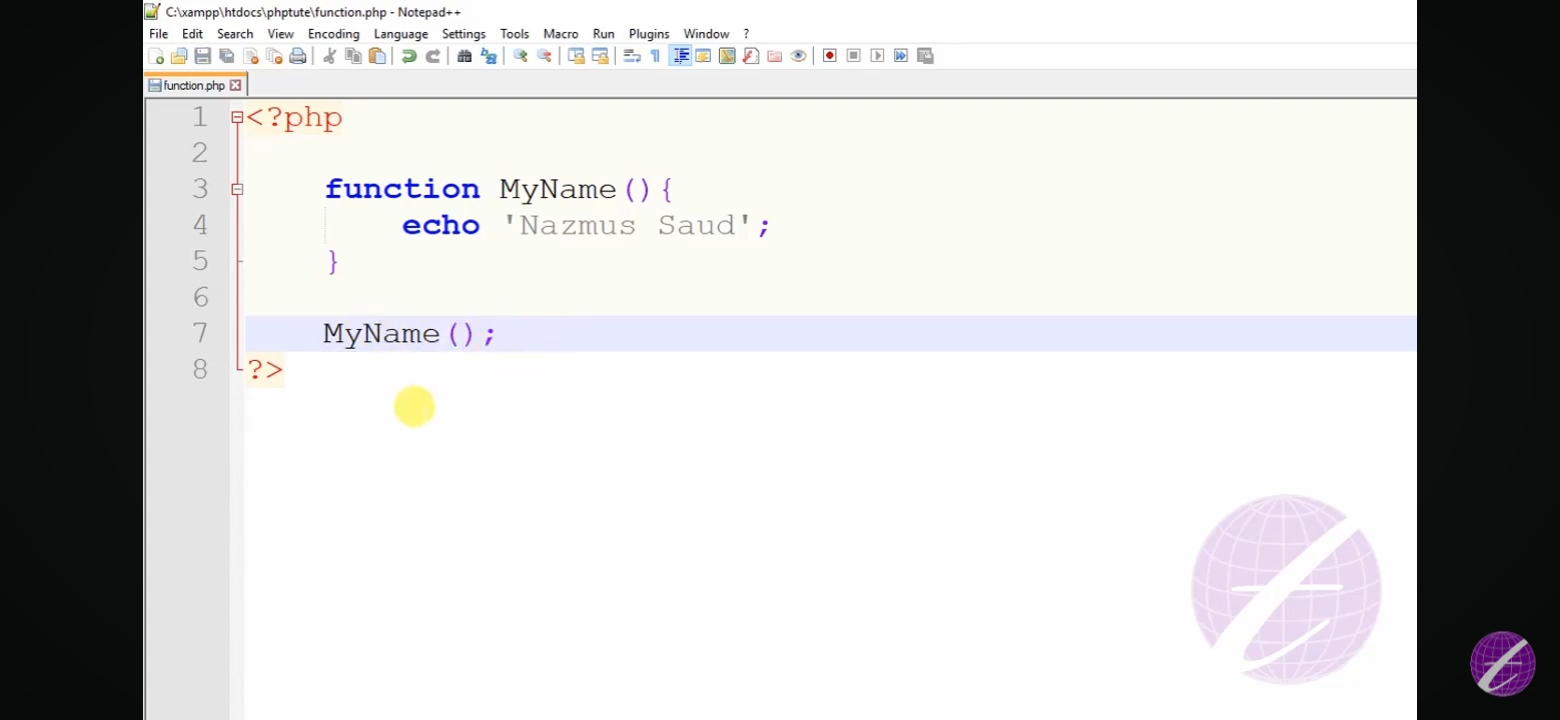 C:\xampp\htdocs\phptute\function.php - Notepad++
File Edit Search View Encoding Language Settings Tools Macro Run Plugins Window ?
function.php
1 <?php
2
3 function MyName(){
4 echo 'Nazmus Saud';
5 }
6
7 MyName();
8 ?>